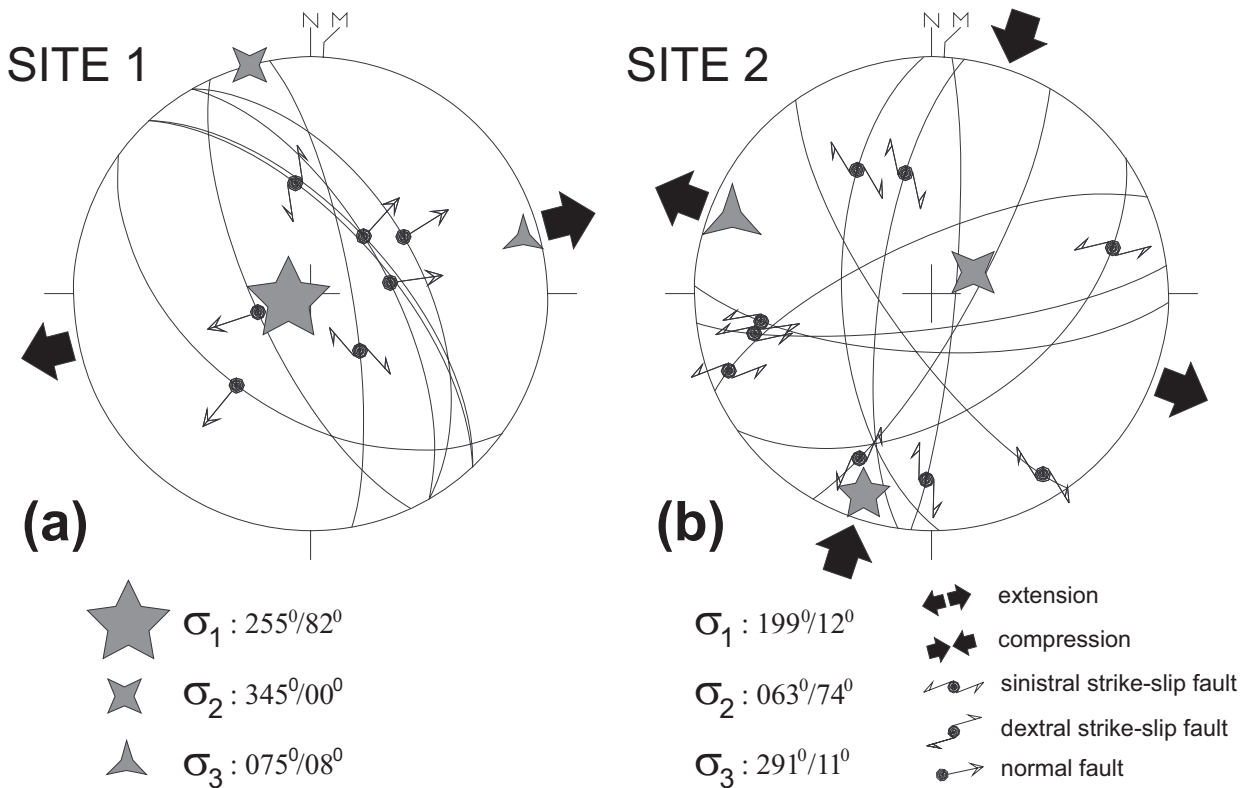 N M
N M
SITE 1
SITE 2
(a)
(b)
σ1 : 255⁰/82⁰
σ2 : 345⁰/00⁰
σ3 : 075⁰/08⁰
σ1 : 199⁰/12⁰
σ2 : 063⁰/74⁰
σ3 : 291⁰/11⁰
extension
compression
sinistral strike-slip fault
dextral strike-slip fault
normal fault